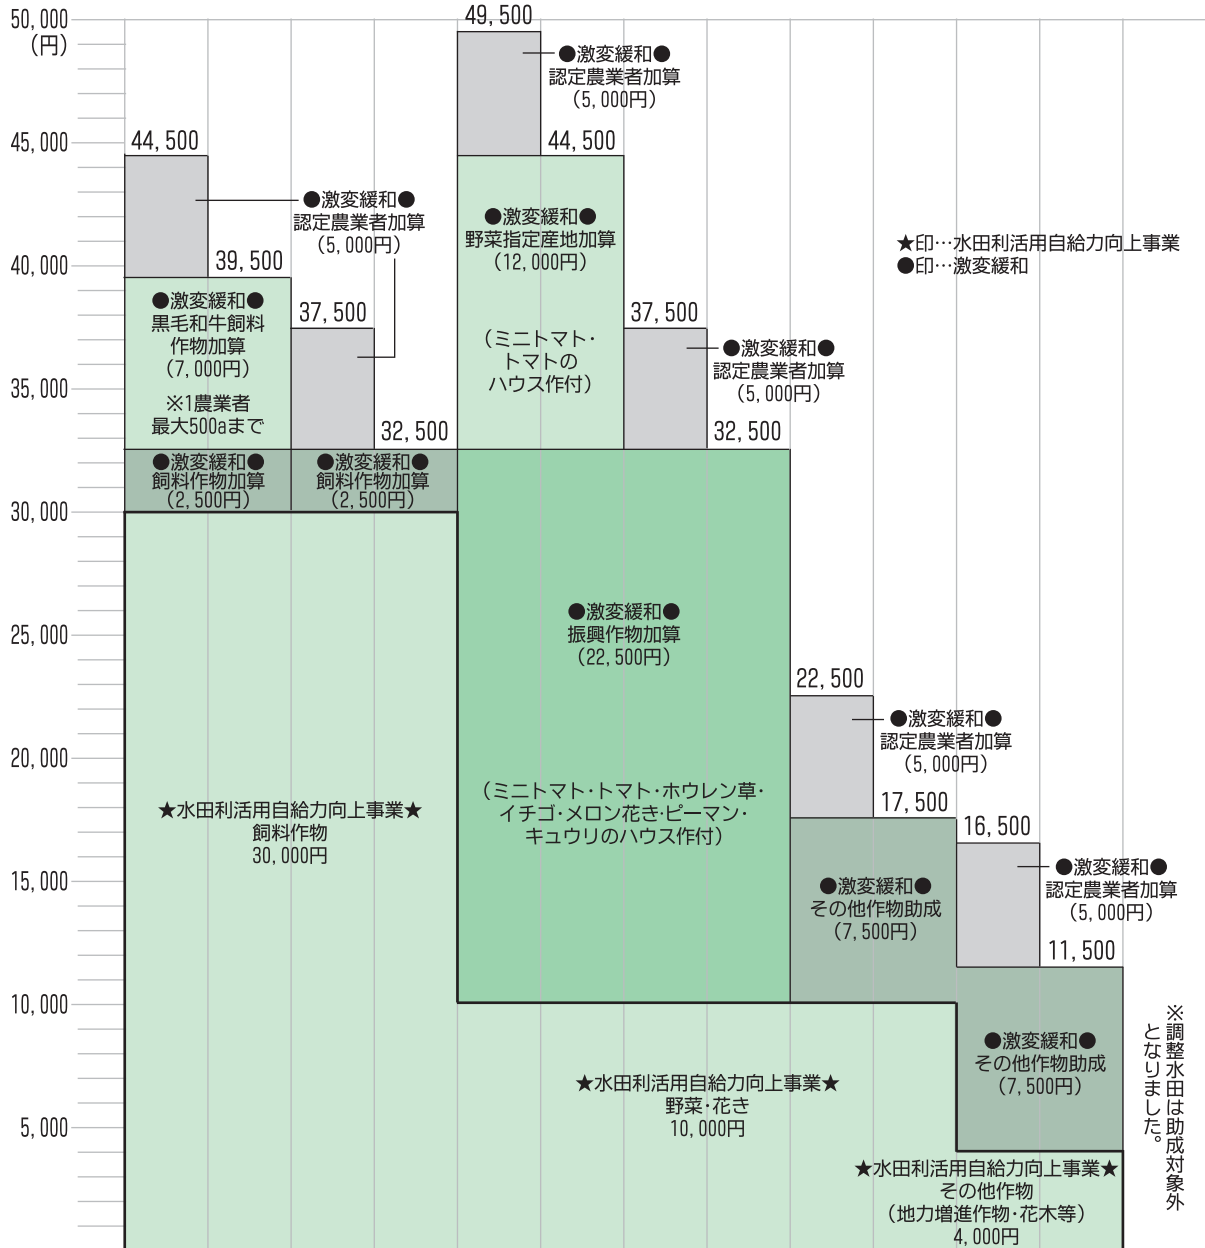 50,000
(円)
45,000
40,000
35,000
30,000
25,000
20,000
15,000
10,000
5,000
44,500
●激変緩和●
認定農業者加算
(5,000円)
39,500
●激変緩和●
黒毛和牛飼料
作物加算
(7,000円)
※1農業者
最大500aまで
37,500
32,500
●激変緩和●
飼料作物加算
(2,500円)
●激変緩和●
飼料作物加算
(2,500円)
★水田利活用自給力向上事業★
飼料作物
30,000円
49,500
●激変緩和●
認定農業者加算
(5,000円)
44,500
●激変緩和●
野菜指定産地加算
(12,000円)
(ミニトマト・
トマトの
ハウス作付)
37,500
●激変緩和●
認定農業者加算
(5,000円)
32,500
●激変緩和●
振興作物加算
(22,500円)
(ミニトマト・トマト・ホウレン草・
イチゴ・メロン花き・ピーマン・
キュウリのハウス作付)
★印…水田利活用自給力向上事業
●印…激変緩和
22,500
●激変緩和●
認定農業者加算
(5,000円)
17,500
●激変緩和●
その他作物助成
(7,500円)
16,500
●激変緩和●
認定農業者加算
(5,000円)
11,500
●激変緩和●
その他作物助成
(7,500円)
★水田利活用自給力向上事業★
野菜・花き
10,000円
★水田利活用自給力向上事業★
その他作物
(地力増進作物・花木等)
4,000円
※調整水田は助成対象外
となりました。